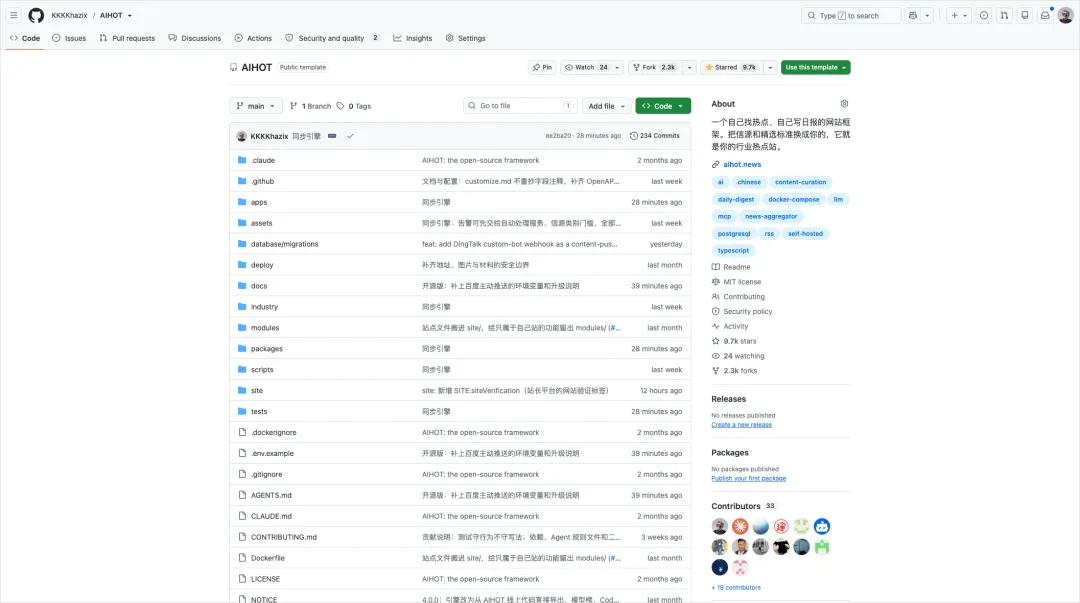 KKKKhazix / AIHOT
Type / to search
Code Issues Pull requests Discussions Actions Security and quality 2 Insights Settings
AIHOT Public template
Pin Watch 24 Fork 2.3k Starred 9.7k Use this template
main 1 Branch 0 Tags Go to file T Add file Code
KKKKhazix 同步引擎 ee2ba20 · 28 minutes ago 234 Commits
.claude AIHOT: the open-source framework 2 months ago
.github 文档与配置：customize.md 不重抄字段注释，补齐 OpenAP... last week
apps 同步引擎 28 minutes ago
assets 同步引擎：告警可先交给自动处理服务、信源类别门槛、全部... last week
database/migrations feat: add DingTalk custom-bot webhook as a content-pus... yesterday
deploy 补齐地址、图片与材料的安全边界 last month
docs 开源版：补上百度主动推送的环境变量和升级说明 39 minutes ago
industry 同步引擎 last week
modules 站点文件搬进 site/，给只属于自己站的功能留出 modules/ (#... last month
packages 同步引擎 28 minutes ago
scripts 同步引擎 last week
site site: 新增 SITE.siteVerification（站长平台的网站验证标签） 12 hours ago
tests 同步引擎 28 minutes ago
.dockerignore AIHOT: the open-source framework 2 months ago
.env.example 开源版：补上百度主动推送的环境变量和升级说明 39 minutes ago
.gitignore AIHOT: the open-source framework 2 months ago
AGENTS.md 开源版：补上百度主动推送的环境变量和升级说明 39 minutes ago
CLAUDE.md AIHOT: the open-source framework 2 months ago
CONTRIBUTING.md 贡献说明：测试守行为不守写法；依赖、Agent 规则文件和二... 3 weeks ago
Dockerfile 站点文件搬进 site/，给只属于自己站的功能留出 modules/ (#... last month
LICENSE AIHOT: the open-source framework 2 months ago
NOTICE 4.0.0：引擎改为从 AIHOT 线上代码直接导出，模型榜、Cod... last month
About
一个自己找热点、自己写日报的网站框
架。把信源和精选标准换成你的，它就
是你的行业热点站。
aihot.news
ai chinese content-curation
daily-digest docker-compose llm
mcp news-aggregator
postgresql rss self-hosted
typescript
Readme
MIT license
Contributing
Security policy
Activity
9.7k stars
24 watching
2.3k forks
Releases
No releases published
Create a new release
Packages
No packages published
Publish your first package
Contributors 33
+ 19 contributors